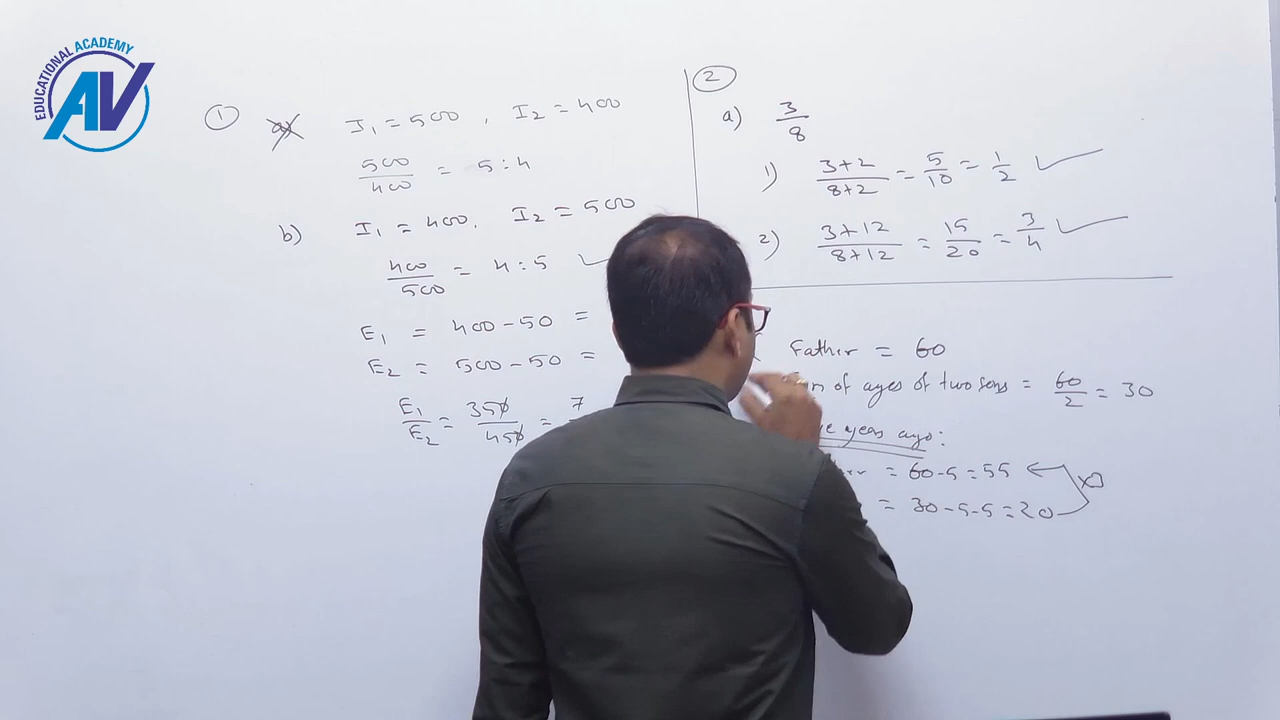 EDUCATIONAL ACADEMY
AV
1 a) I₁ = 500 , I₂ = 400
500/400 = 5 : 4
b) I₁ = 400, I₂ = 500
400/500 = 4 : 5 ✓
E₁ = 400 - 50 =
E₂ = 500 - 50 =
E₁/E₂ = 350/450 = 7
2
a) 3/8
1) 3+2/8+2 = 5/10 = 1/2 ✓
2) 3+12/8+12 = 15/20 = 3/4 ✓
Father = 60
of ages of two sons = 60/2 = 30
years ago:
= 60-5 = 55
= 30-5-5 = 20